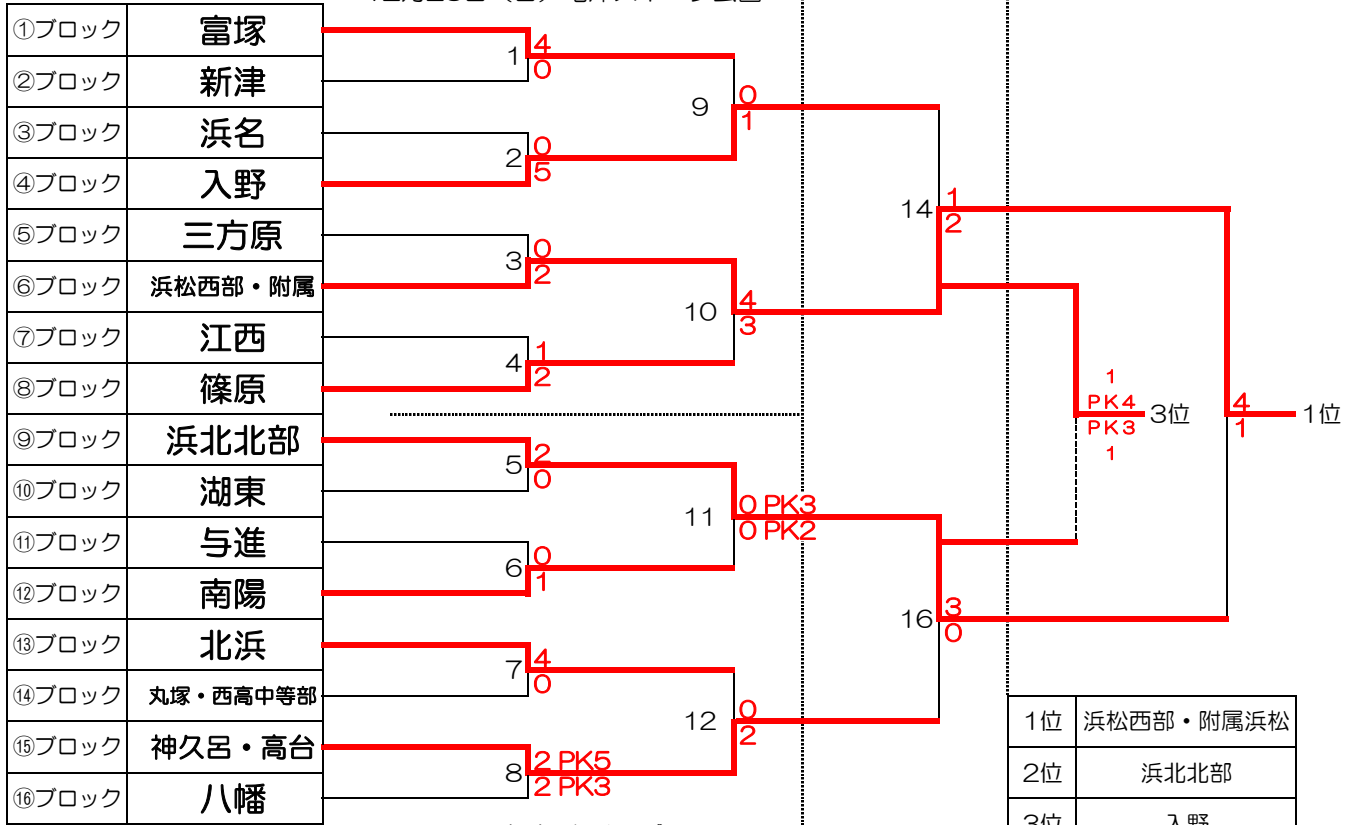 ①ブロック 富塚
②ブロック 新津
③ブロック 浜名
④ブロック 入野
⑤ブロック 三方原
⑥ブロック 浜松西部・附属
⑦ブロック 江西
⑧ブロック 篠原
⑨ブロック 浜北北部
⑩ブロック 湖東
⑪ブロック 与進
⑫ブロック 南陽
⑬ブロック 北浜
⑭ブロック 丸塚・西高中等部
⑮ブロック 神久呂・高台
⑯ブロック 八幡
1
4
0
2
0
5
3
0
2
4
1
2
5
2
0
6
0
1
7
4
0
8
2 PK5
2 PK3
9
0
1
10
4
3
11
0 PK3
0 PK2
12
0
2
14
1
2
16
3
0
1
PK4
PK3
1
3位
4
1
1位
1位 浜松西部・附属浜松
2位 浜北北部
3位 入野